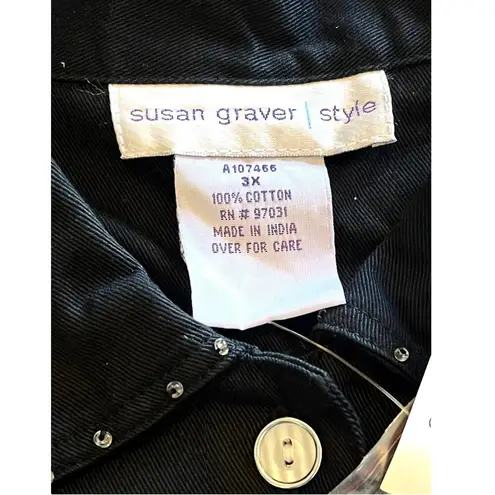 susan graver | style
A107466
3X
100% COTTON
RN # 97031
MADE IN INDIA
OVER FOR CARE